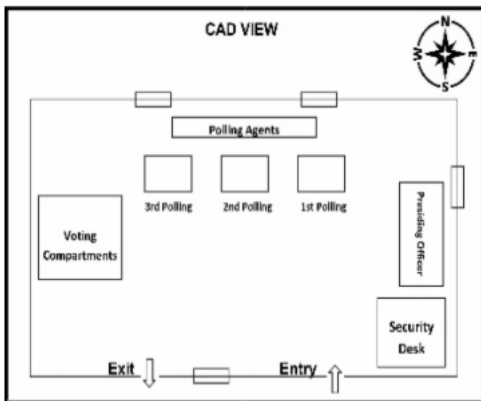 CAD VIEW
N
W
E
S
Polling Agents
3rd Polling
2nd Polling
1st Polling
Voting
Compartments
Presiding Officer
Security
Desk
Exit
Entry